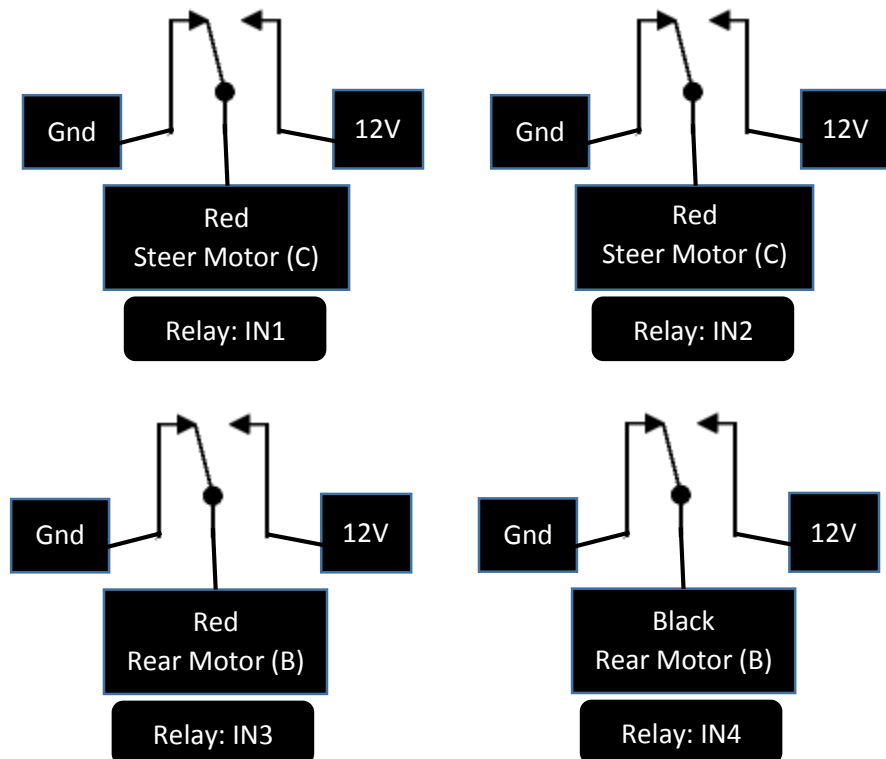 Gnd
12V
Red
Steer Motor (C)
Relay: IN1
Gnd
12V
Red
Steer Motor (C)
Relay: IN2
Gnd
12V
Red
Rear Motor (B)
Relay: IN3
Gnd
12V
Black
Rear Motor (B)
Relay: IN4